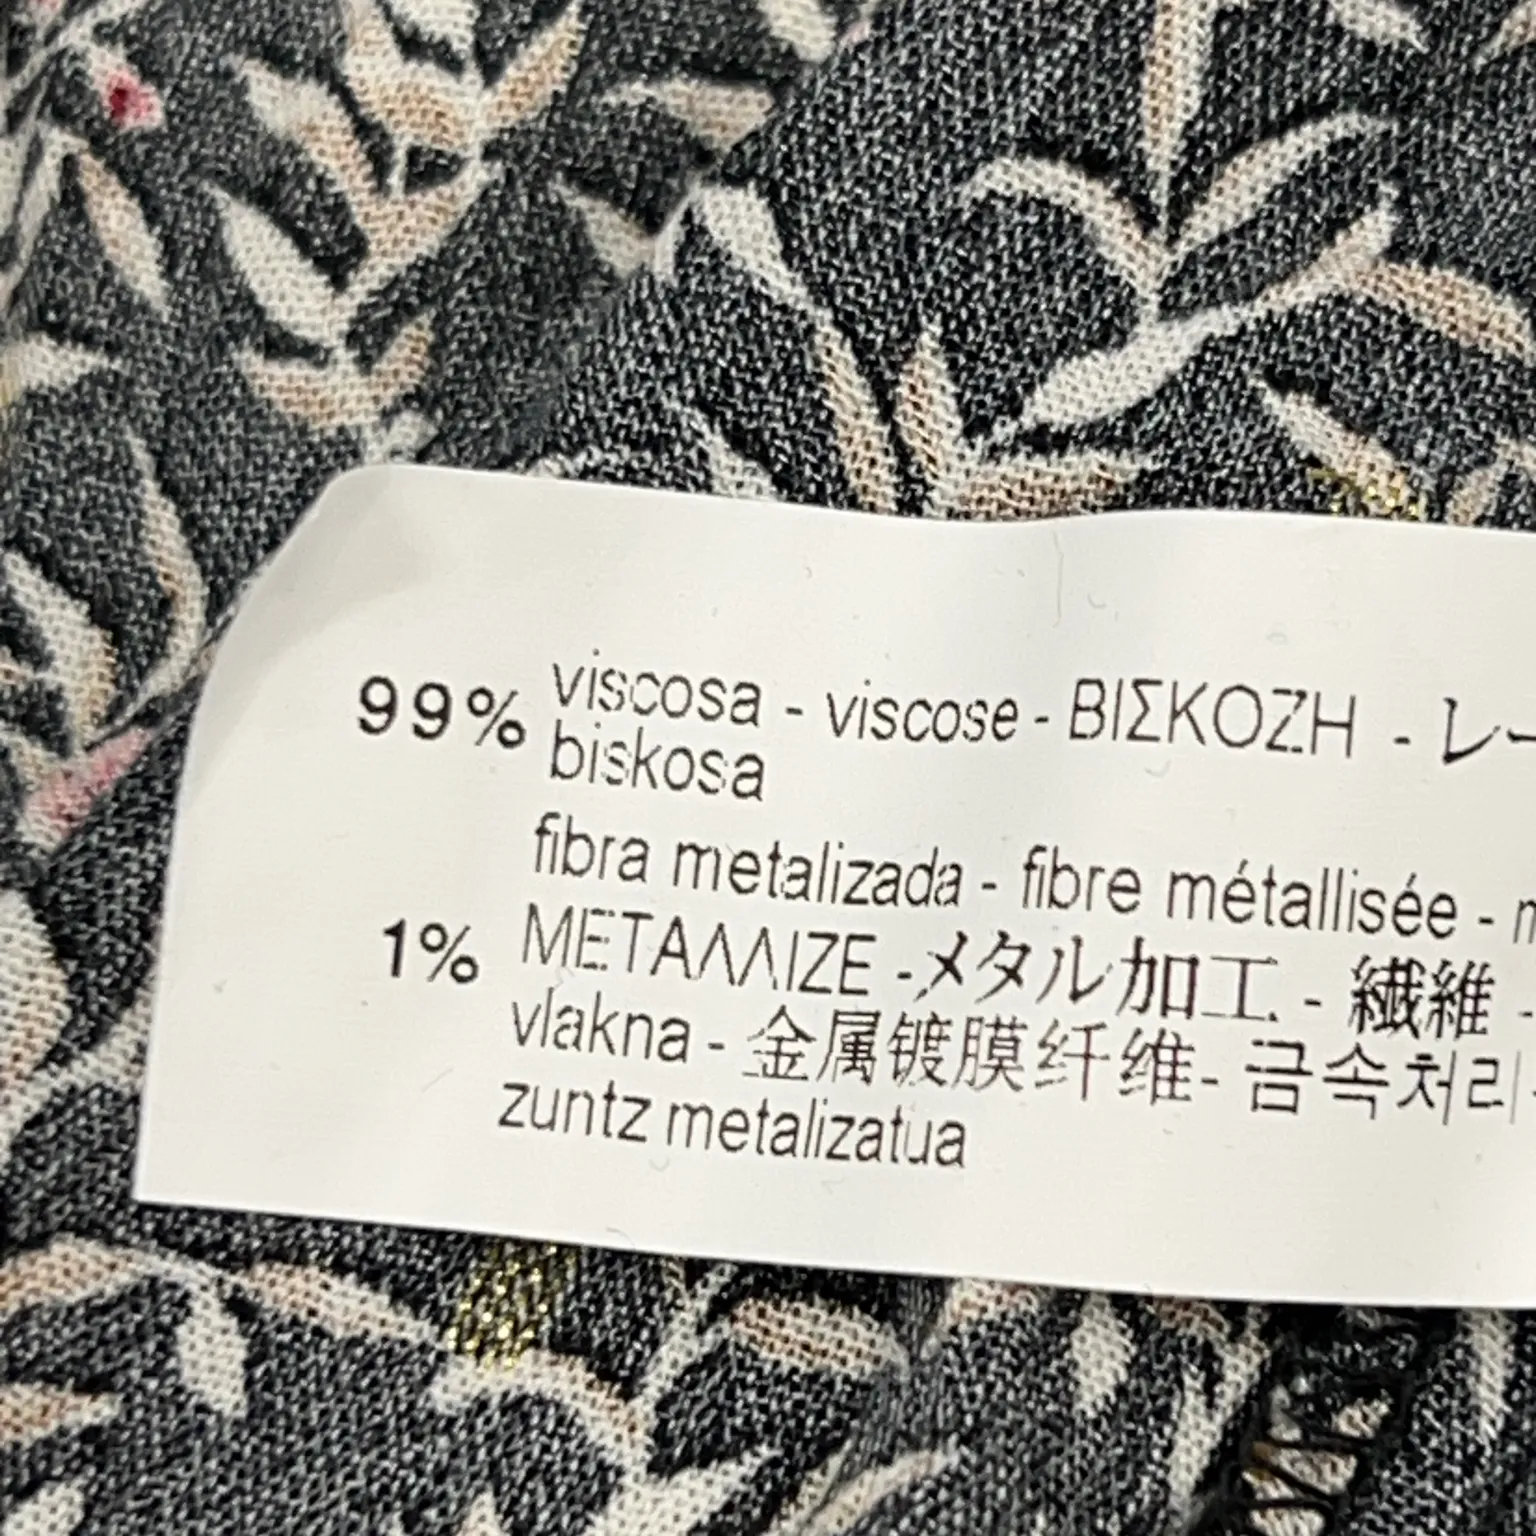 99% viscosa - viscose - ΒΙΣΚΟΖΗ - レー
biskosa
fibra metalizada - fibre métallisée -
1% ΜΕΤΑΛΛΙΖΕ - メタル加工 - 繊維 -
vlakna - 金属镀膜纤维 - 금속처리
zuntz metalizatua